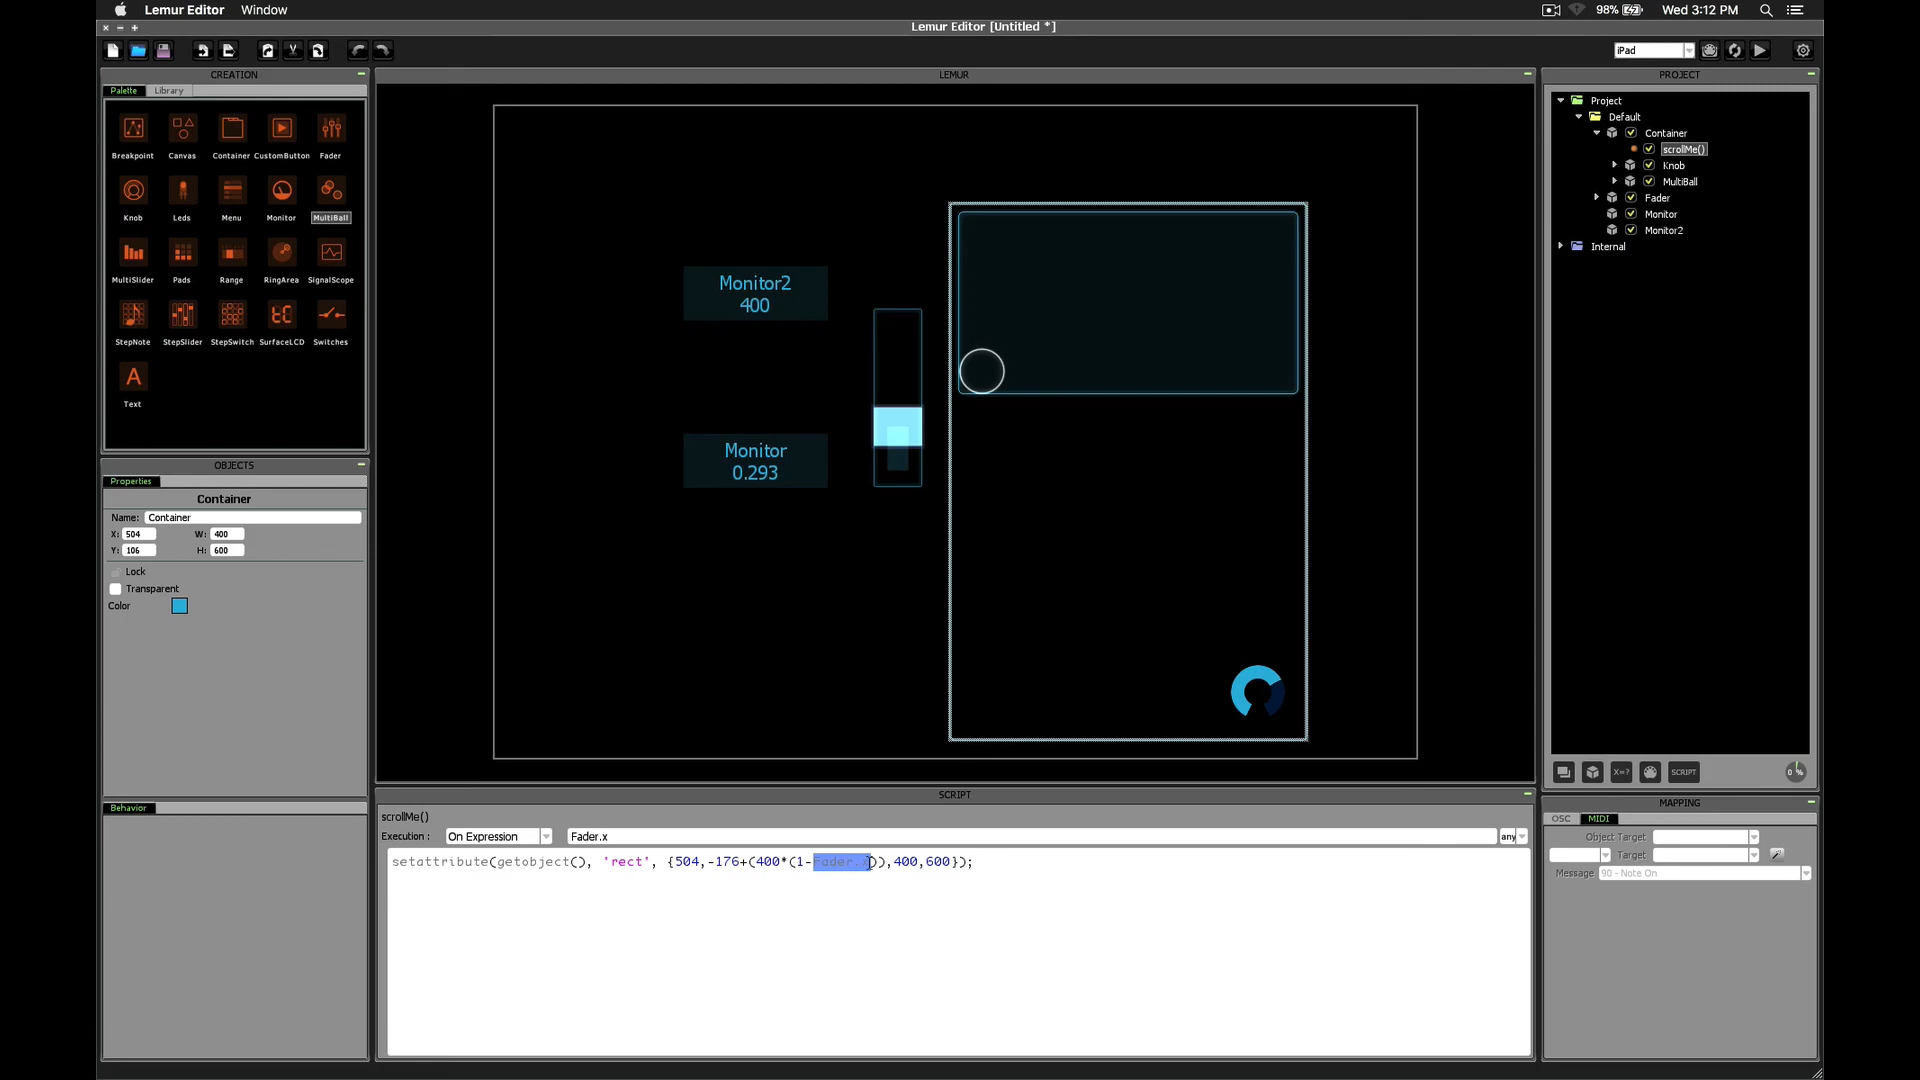 Lemur Editor Window
98% Wed 3:12 PM
Lemur Editor [Untitled *]
iPad
CREATION
Palette Library
Breakpoint Canvas Container CustomButton Fader
Knob Leds Menu Monitor MultiBall
MultiSlider Pads Range RingArea SignalScope
StepNote StepSlider StepSwitch SurfaceLCD Switches
A
Text
OBJECTS
Properties
Container
Name: Container
X: 504 W: 400
Y: 106 H: 600
Lock
Transparent
Color
Behavior
LEMUR
Monitor2
400
Monitor
0.293
SCRIPT
scrollMe()
Execution : On Expression Fader.x any
setattribute(getobject(), 'rect', {504,-176+(400*(1-Fader.x)),400,600});
PROJECT
Project
Default
Container
scrollMe()
Knob
MultiBall
Fader
Monitor
Monitor2
Internal
X=? SCRIPT 0 %
MAPPING
OSC MIDI
Object Target
Target
Message 90 - Note On